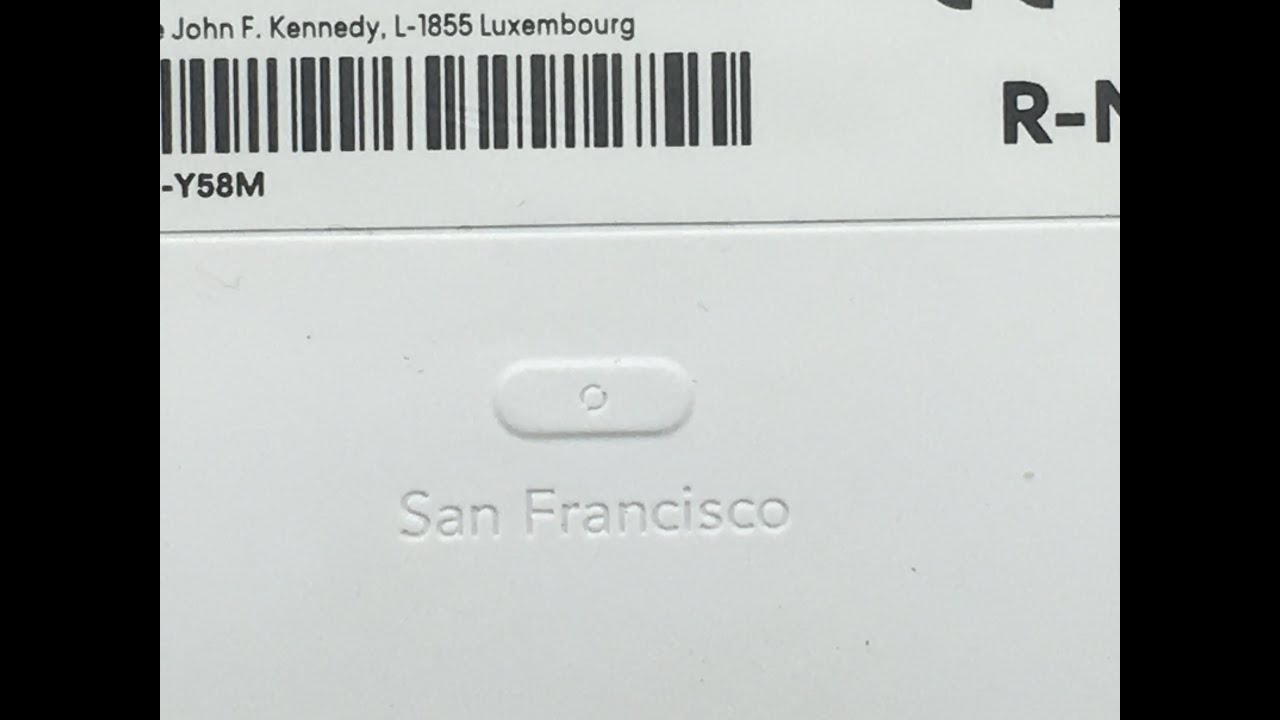 John F. Kennedy, L-1855 Luxembourg
R-
-Y58M
San Francisco